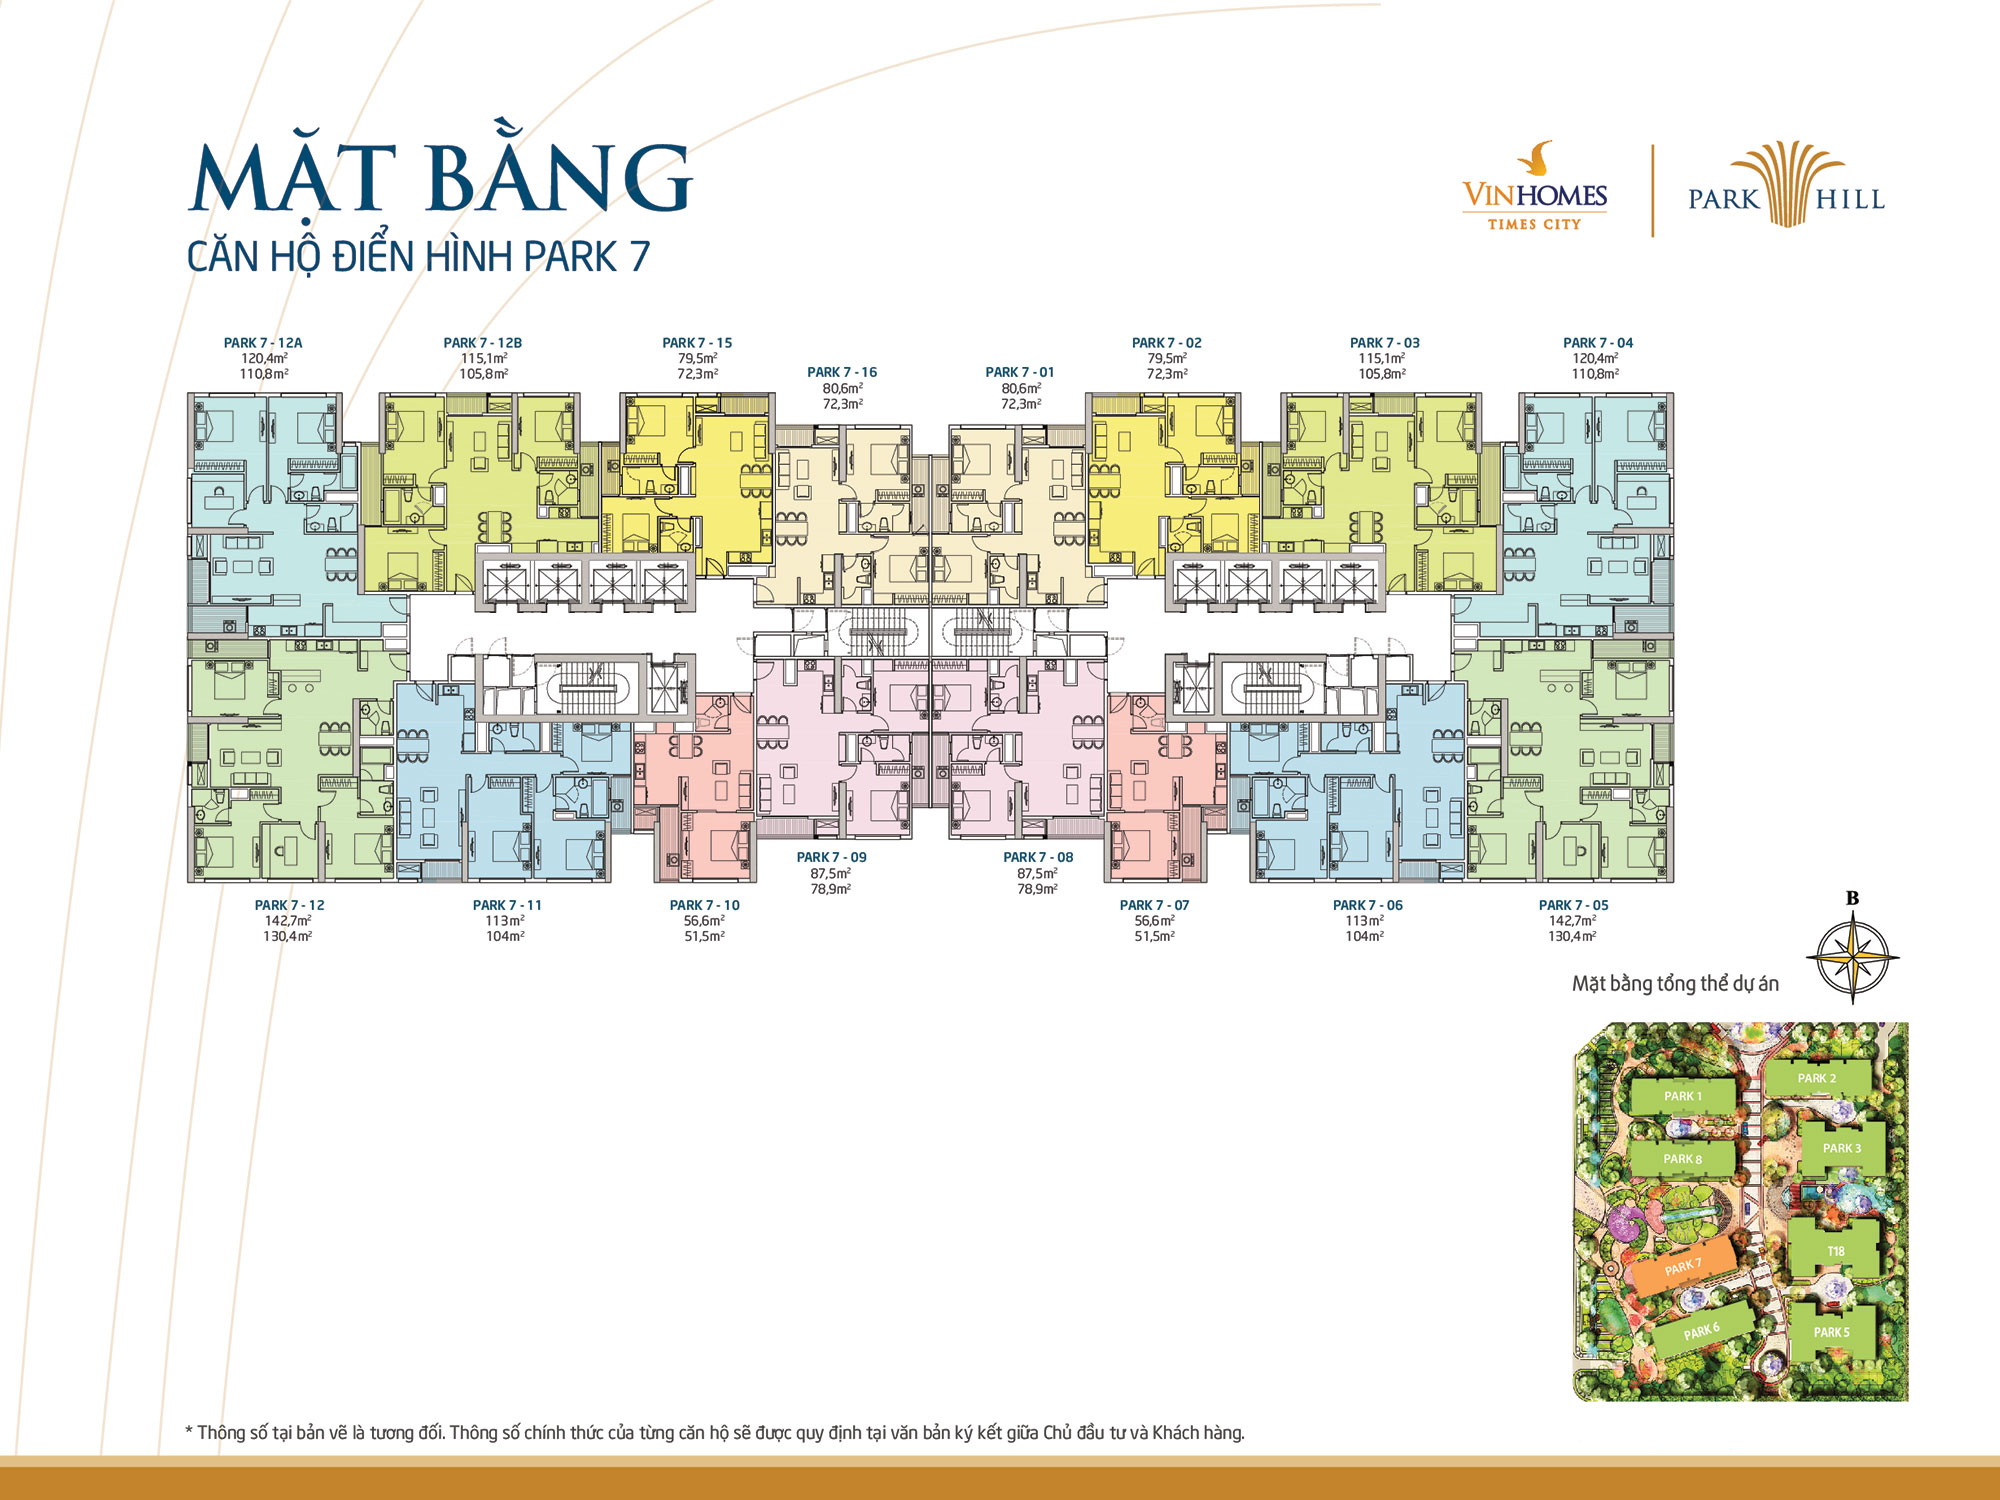 MẶT BẰNG
CĂN HỘ ĐIỂN HÌNH PARK 7
VINHOMES
TIMES CITY
PARK HILL
PARK 7 - 12A
120,4m²
110,8m²
PARK 7 - 12B
115,1m²
105,8m²
PARK 7 - 15
79,5m²
72,3m²
PARK 7 - 16
80,6m²
72,3m²
PARK 7 - 01
80,6m²
72,3m²
PARK 7 - 02
79,5m²
72,3m²
PARK 7 - 03
115,1m²
105,8m²
PARK 7 - 04
120,4m²
110,8m²
PARK 7 - 12
142,7m²
130,4m²
PARK 7 - 11
113m²
104m²
PARK 7 - 10
56,6m²
51,5m²
PARK 7 - 09
87,5m²
78,9m²
PARK 7 - 08
87,5m²
78,9m²
PARK 7 - 07
56,6m²
51,5m²
PARK 7 - 06
113m²
104m²
PARK 7 - 05
142,7m²
130,4m²
B
Mặt bằng tổng thể dự án
PARK 2
PARK 1
PARK 3
PARK 8
T18
PARK 7
PARK 6
PARK 5
* Thông số tại bản vẽ là tương đối. Thông số chính thức của từng căn hộ sẽ được quy định tại văn bản ký kết giữa Chủ đầu tư và Khách hàng.